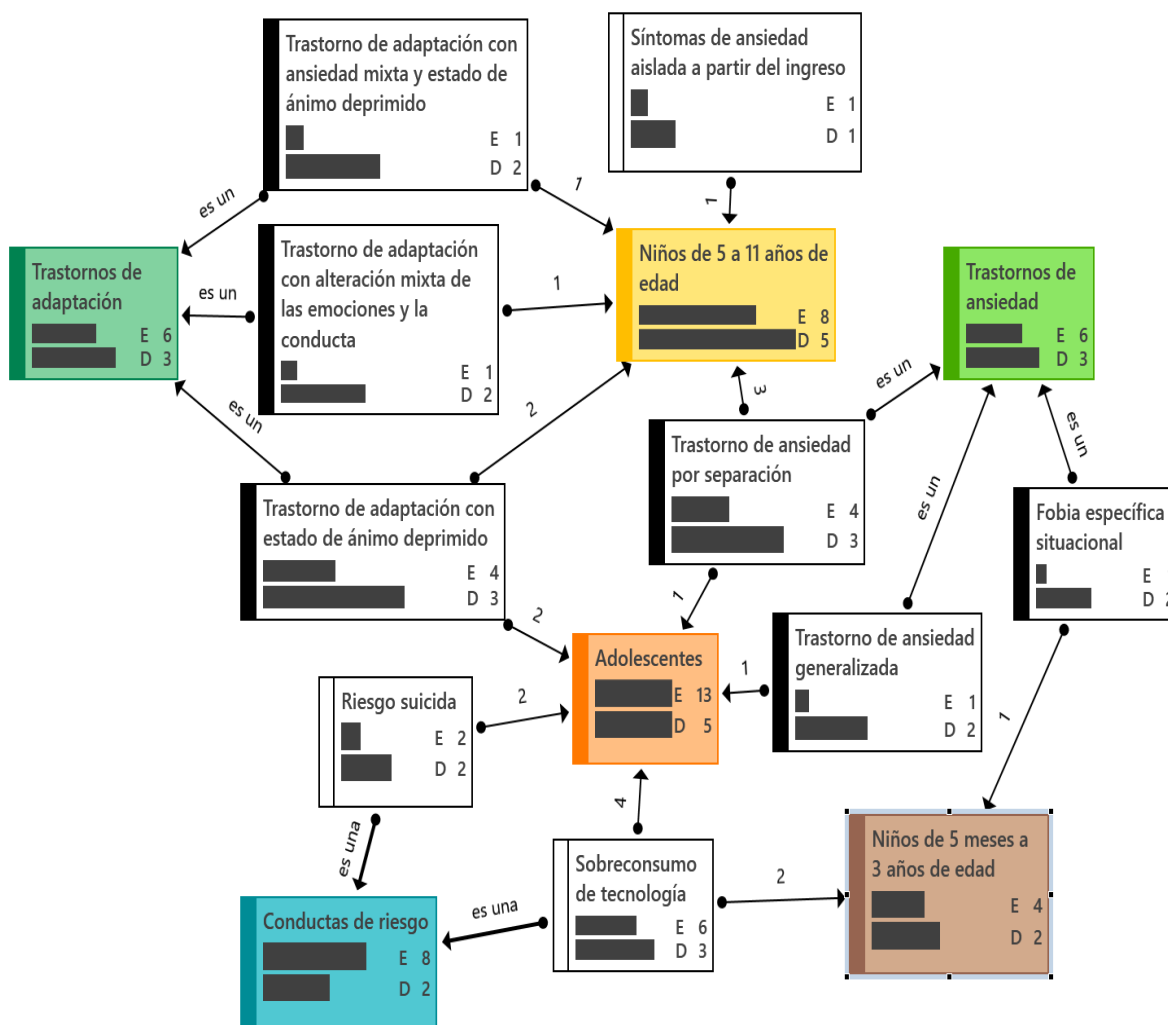 Trastorno de adaptación con
ansiedad mixta y estado de
ánimo deprimido
E 1
D 2
Síntomas de ansiedad
aislada a partir del ingreso
E 1
D 1
es un
1
1
Trastornos de
adaptación
E 6
D 3
es un
Trastorno de adaptación
con alteración mixta de
las emociones y la
conducta
E 1
D 2
1
Niños de 5 a 11 años de
edad
E 8
D 5
Trastornos de
ansiedad
E 6
D 3
es un
2
3
es un
es un
es un
Trastorno de adaptación con
estado de ánimo deprimido
E 4
D 3
Trastorno de ansiedad
por separación
E 4
D 3
Fobia específica
situacional
E
D 2
2
1
Adolescentes
E 13
D 5
1
Trastorno de ansiedad
generalizada
E 1
D 2
1
Riesgo suicida
E 2
D 2
2
es una
4
Conductas de riesgo
E 8
D 2
es una
Sobreconsumo
de tecnología
E 6
D 3
2
Niños de 5 meses a
3 años de edad
E 4
D 2